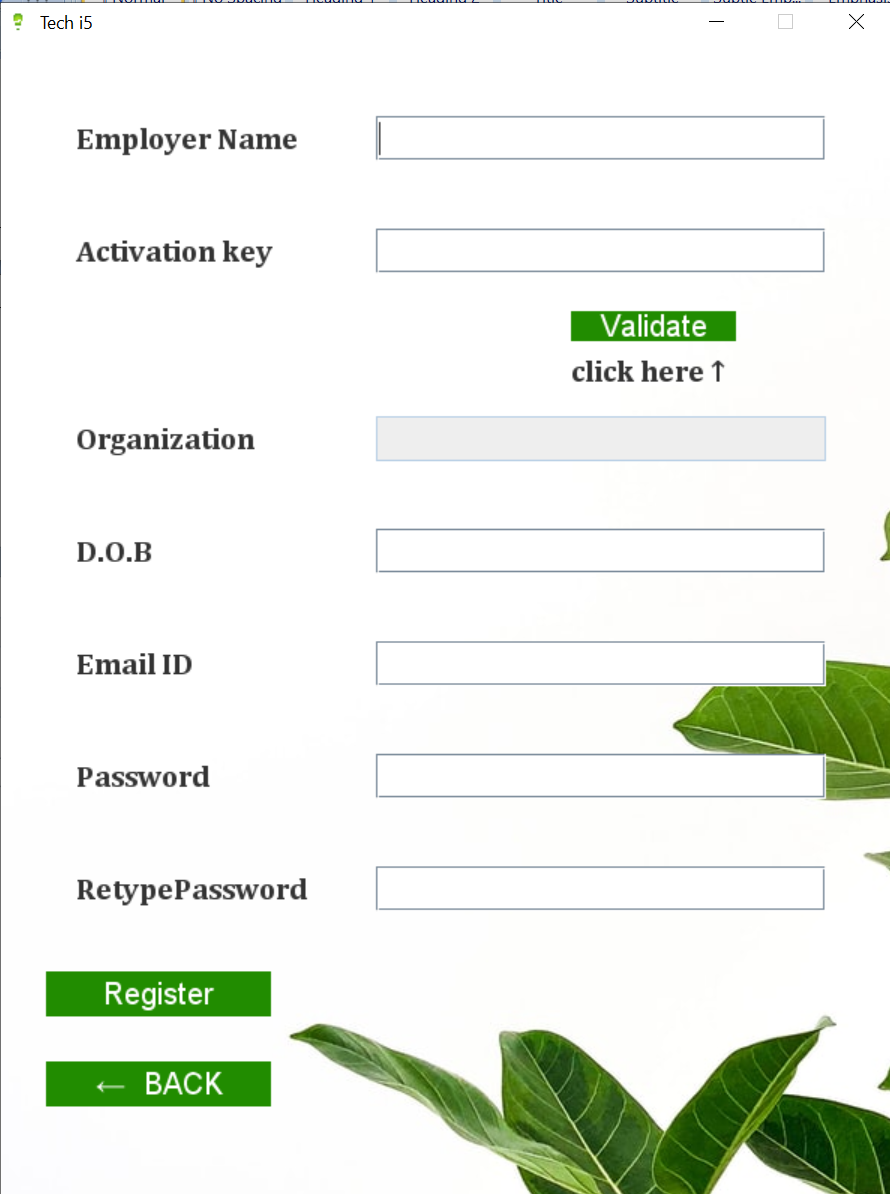 Tech i5
Employer Name
Activation key
Validate
click here ↑
Organization
D.O.B
Email ID
Password
RetypePassword
Register
← BACK